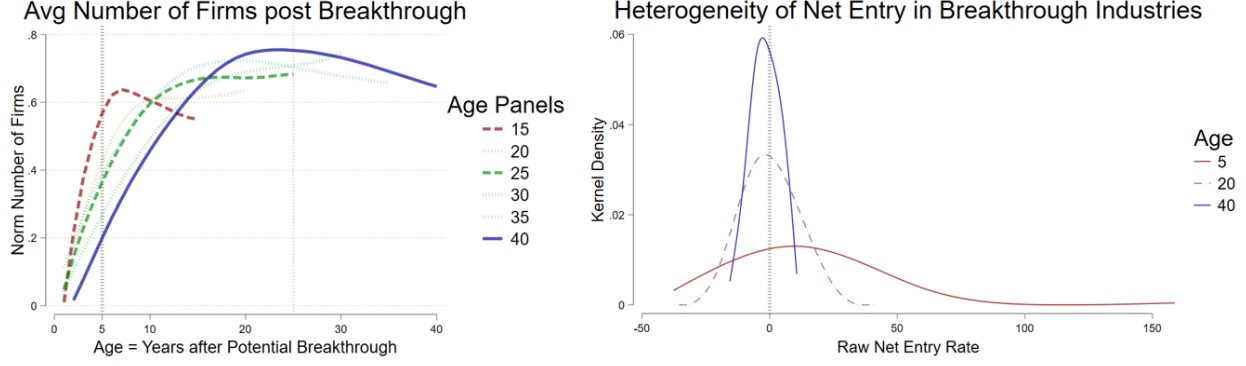 Avg Number of Firms post Breakthrough
Norm Number of Firms
.8
.6
.4
.2
0
0 5 10 20 30 40
Age = Years after Potential Breakthrough
Age Panels
15
20
25
30
35
40
Heterogeneity of Net Entry in Breakthrough Industries
Kernel Density
.06
.04
.02
0
-50 0 50 100 150
Raw Net Entry Rate
Age
5
20
40